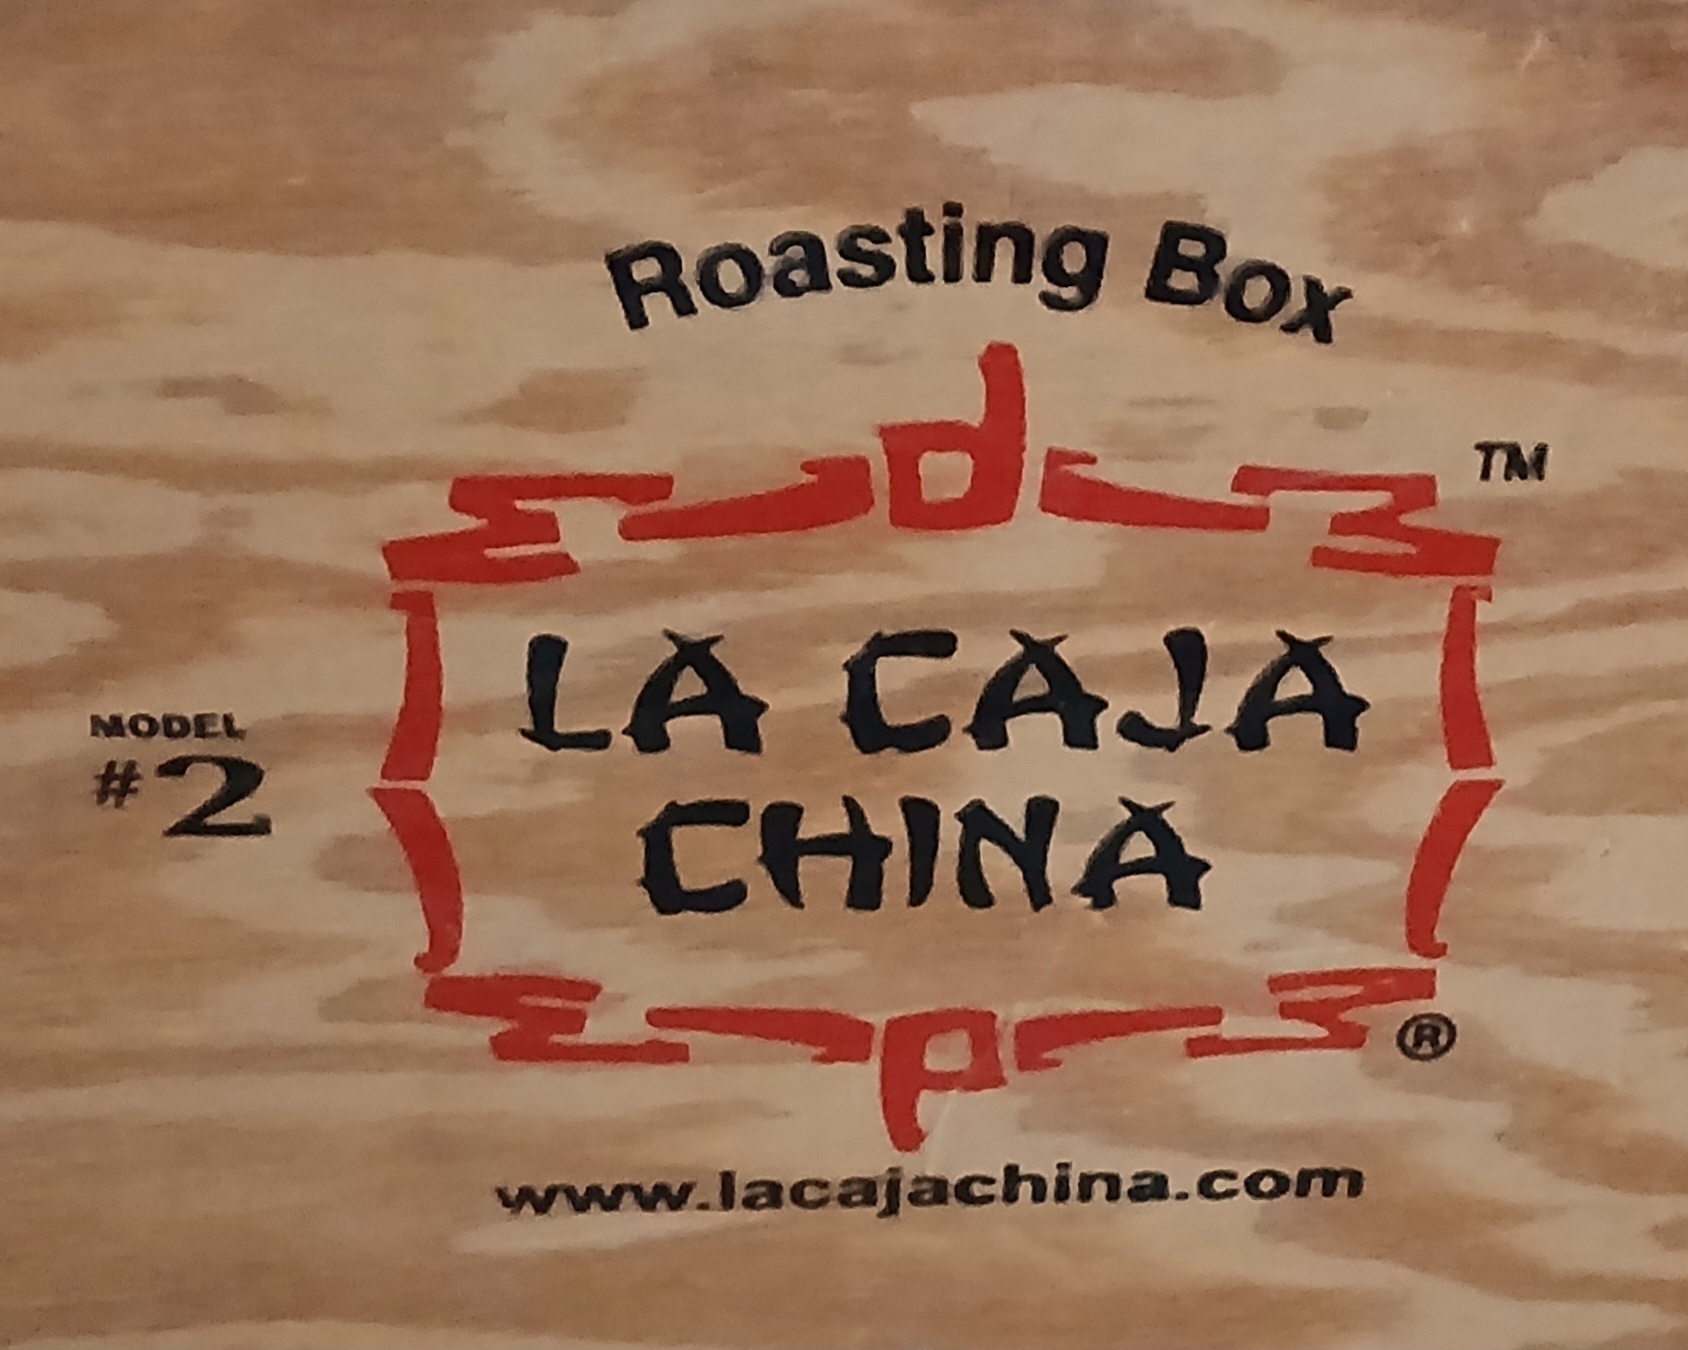 Roasting Box
TM
LA CAJA
CHINA
MODEL
#2
®
www.lacajachina.com